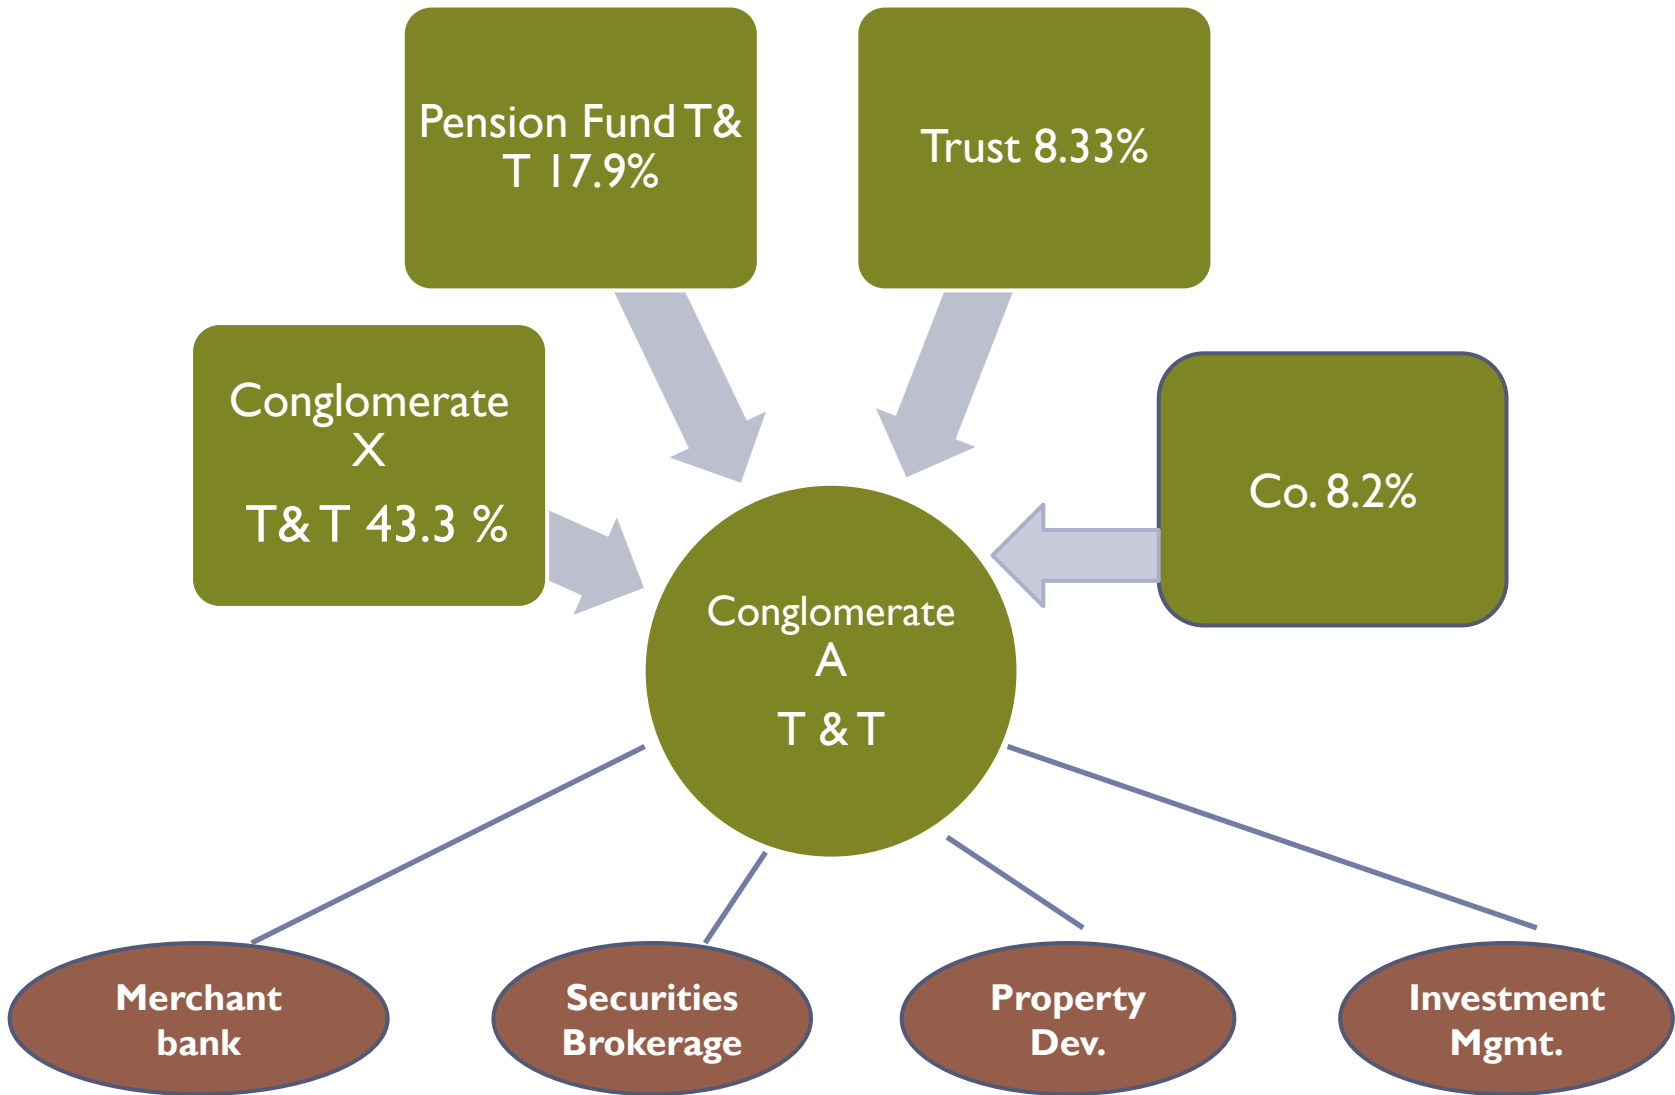 Pension Fund T&
T 17.9%
Trust 8.33%
Conglomerate
X
T& T 43.3 %
Co. 8.2%
Conglomerate
A
T & T
Merchant
bank
Securities
Brokerage
Property
Dev.
Investment
Mgmt.